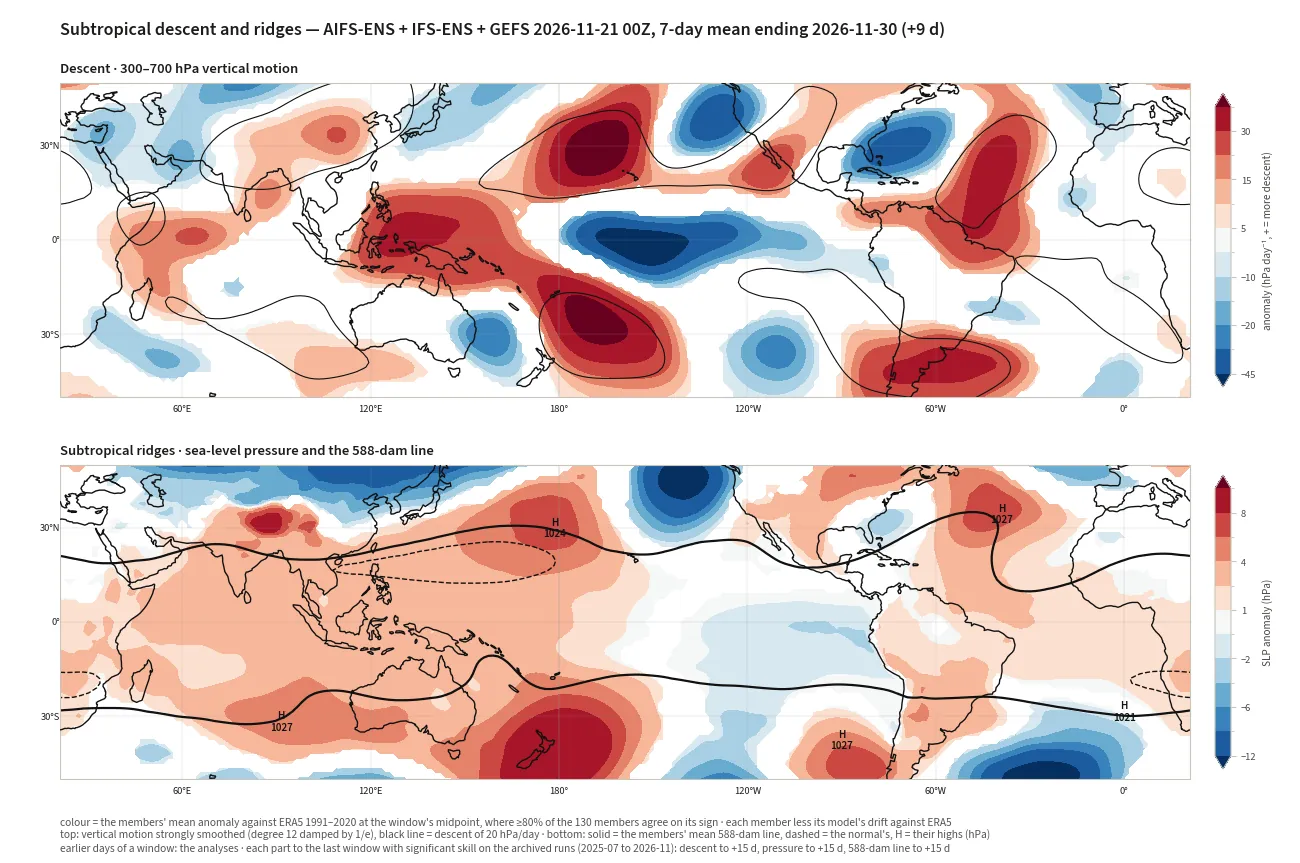 Subtropical descent and ridges — AIFS-ENS + IFS-ENS + GEFS 2026-11-21 00Z, 7-day mean ending 2026-11-30 (+9 d)
Descent · 300–700 hPa vertical motion
30°N
0°
30°S
60°E
120°E
180°
120°W
60°W
0°
30
15
5
−10
−20
−45
anomaly (hPa day⁻¹, + = more descent)
Subtropical ridges · sea-level pressure and the 588-dam line
H
1024
H
1027
H
1027
H
1027
H
1021
30°N
0°
30°S
60°E
120°E
180°
120°W
60°W
0°
8
4
1
−2
−6
−12
SLP anomaly (hPa)
colour = the members' mean anomaly against ERA5 1991–2020 at the window's midpoint, where ≥80% of the 130 members agree on its sign · each member less its model's drift against ERA5
top: vertical motion strongly smoothed (degree 12 damped by 1/e), black line = descent of 20 hPa/day · bottom: solid = the members' mean 588-dam line, dashed = the normal's, H = their highs (hPa)
earlier days of a window: the analyses · each part to the last window with significant skill on the archived runs (2025-07 to 2026-11): descent to +15 d, pressure to +15 d, 588-dam line to +15 d